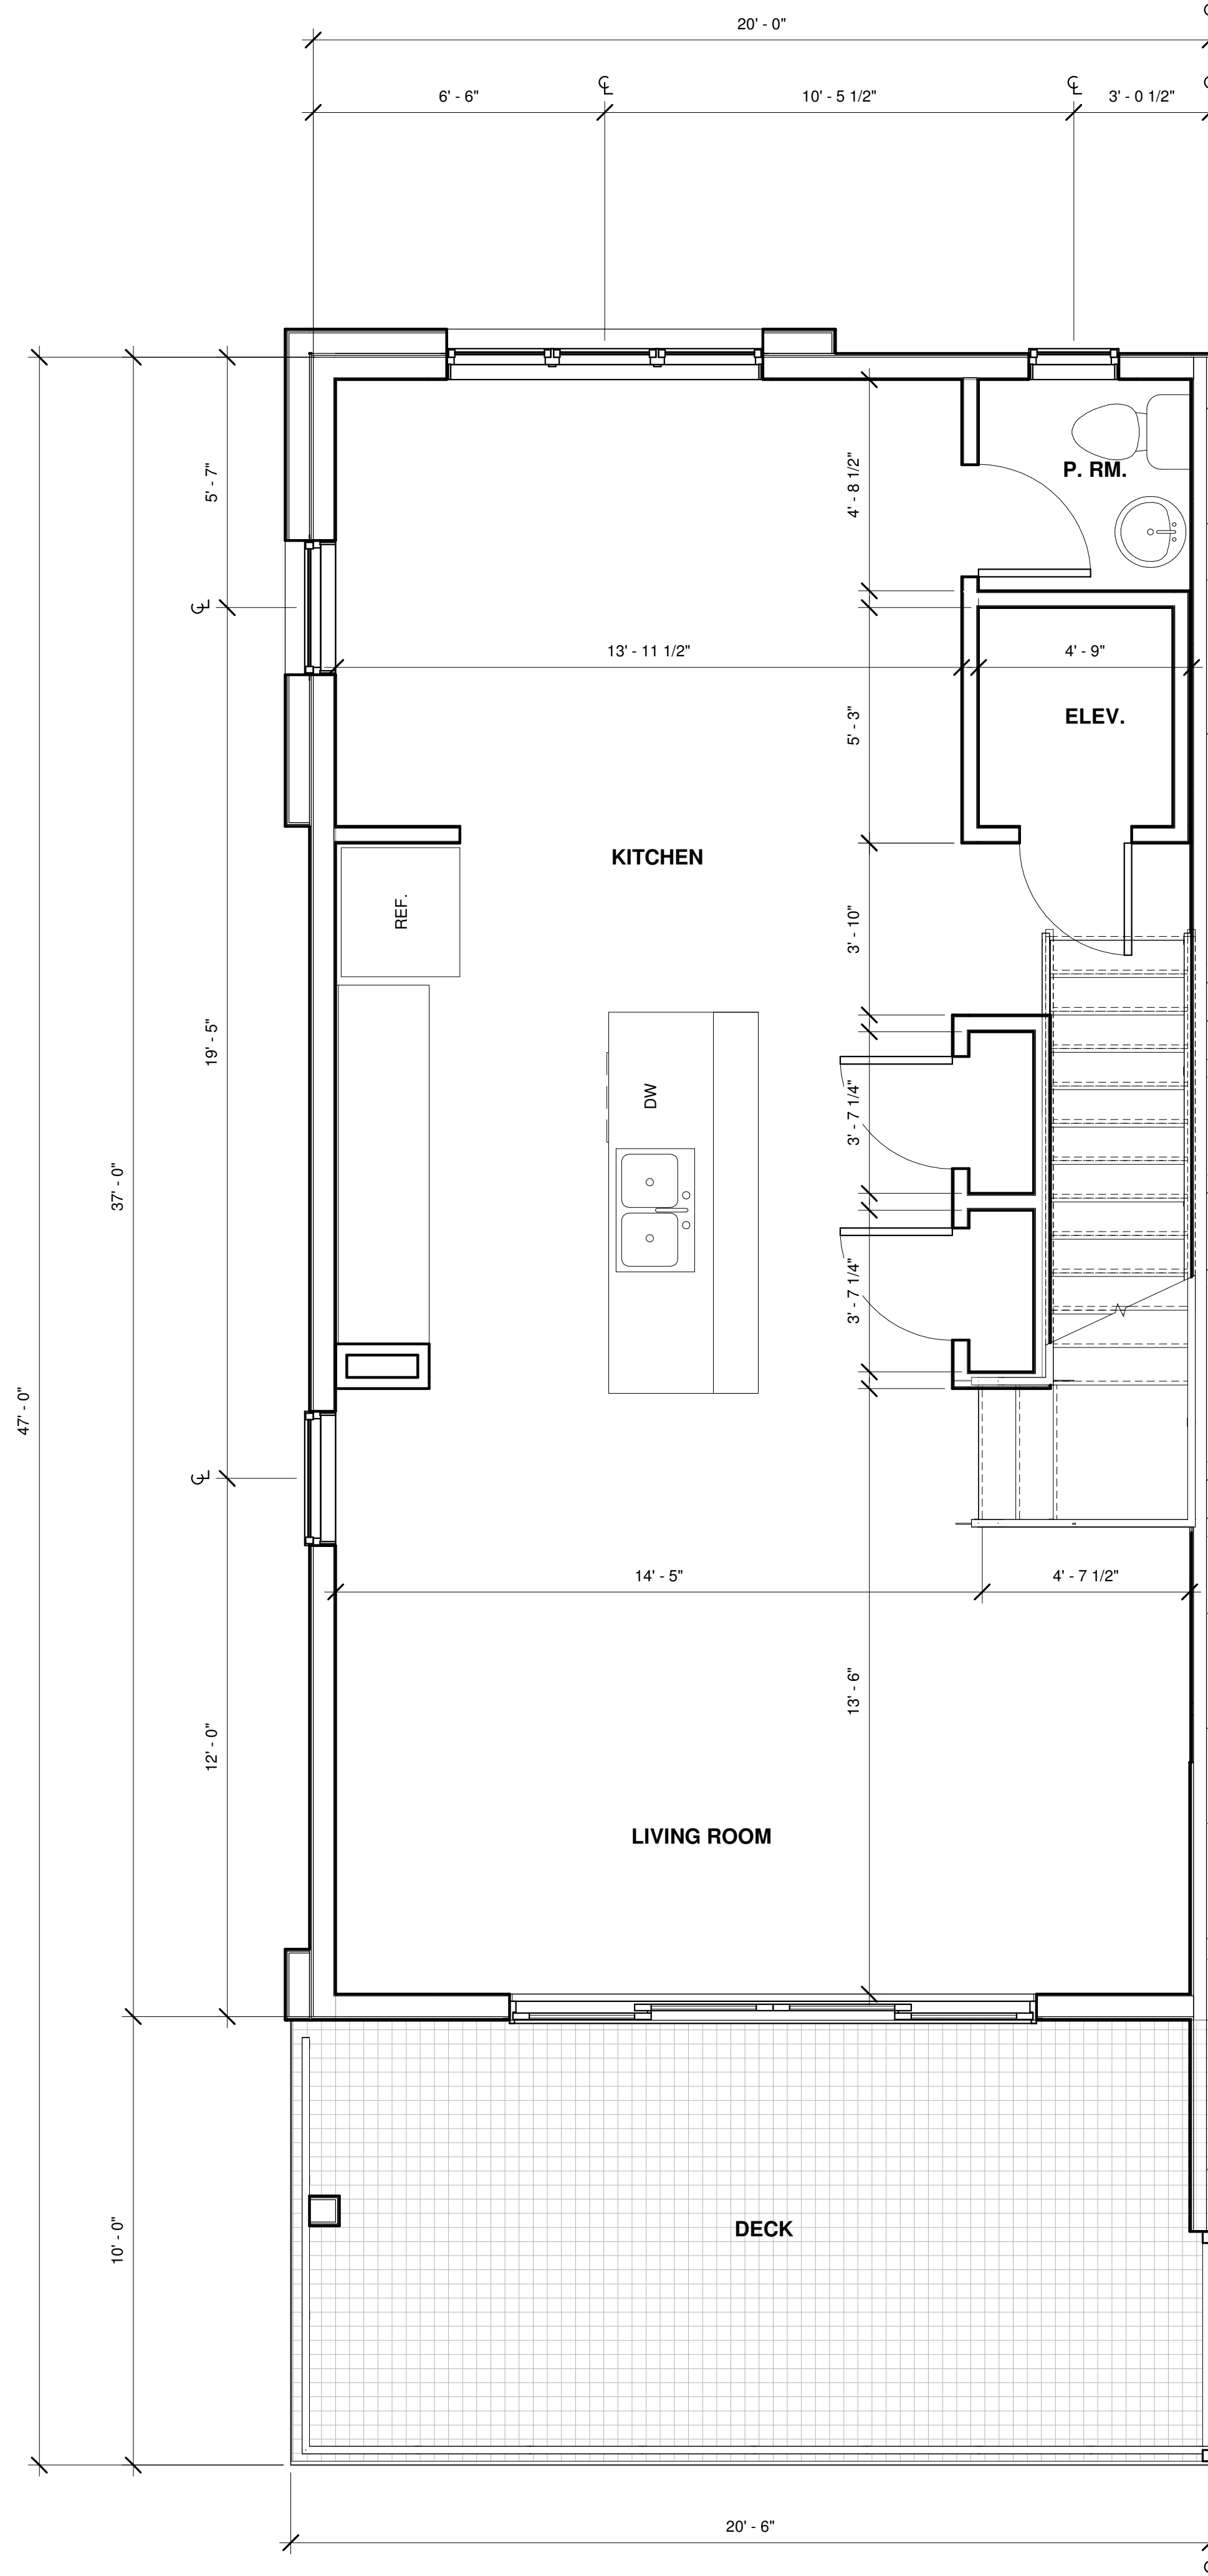 20' - 0"
6' - 6"
10' - 5 1/2"
3' - 0 1/2"
5' - 7"
4' - 8 1/2"
P. RM.
13' - 11 1/2"
4' - 9"
ELEV.
5' - 3"
KITCHEN
REF.
3' - 10"
19' - 5"
DW
3' - 7 1/4"
37' - 0"
3' - 7 1/4"
47' - 0"
14' - 5"
4' - 7 1/2"
13' - 6"
12' - 0"
LIVING ROOM
DECK
10' - 0"
20' - 6"